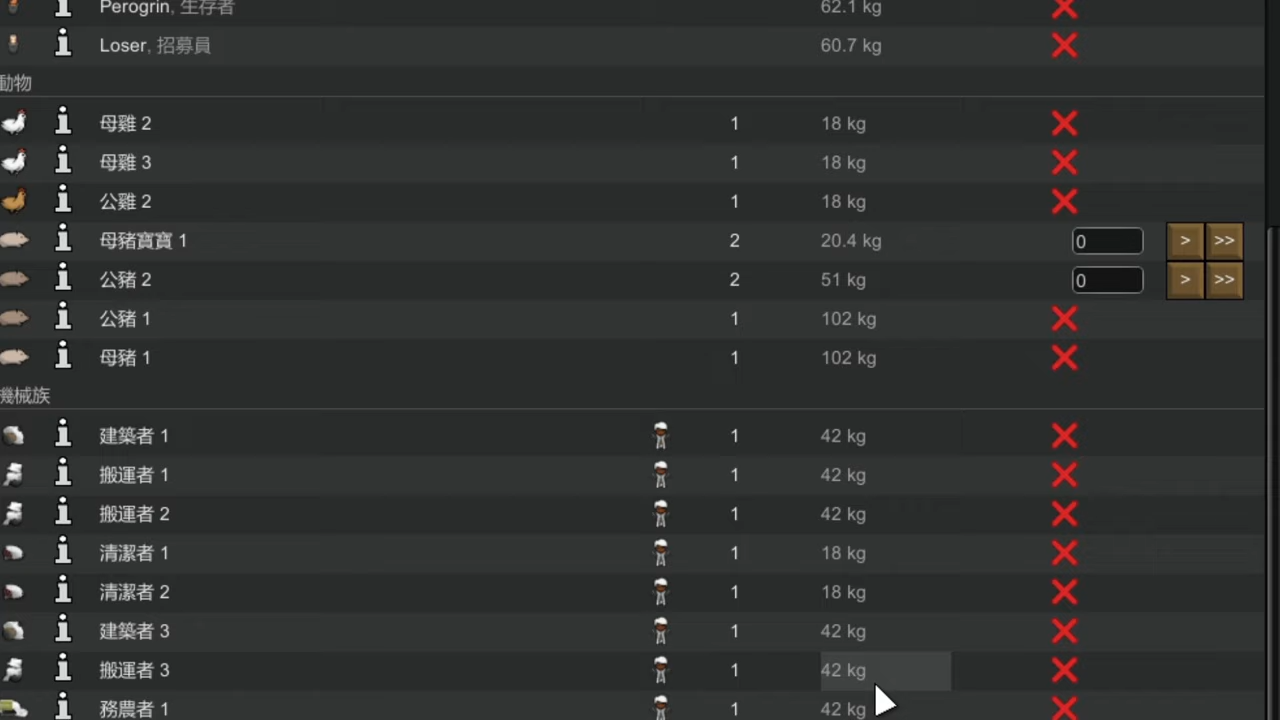 Perogrin, 生存者 62.1 kg
Loser, 招募員 60.7 kg
動物
母雞 2 1 18 kg
母雞 3 1 18 kg
公雞 2 1 18 kg
母豬寶寶 1 2 20.4 kg 0 > >>
公豬 2 2 51 kg 0 > >>
公豬 1 1 102 kg
母豬 1 1 102 kg
機械族
建築者 1 1 42 kg
搬運者 1 1 42 kg
搬運者 2 1 42 kg
清潔者 1 1 18 kg
清潔者 2 1 18 kg
建築者 3 1 42 kg
搬運者 3 1 42 kg
務農者 1 1 42 kg